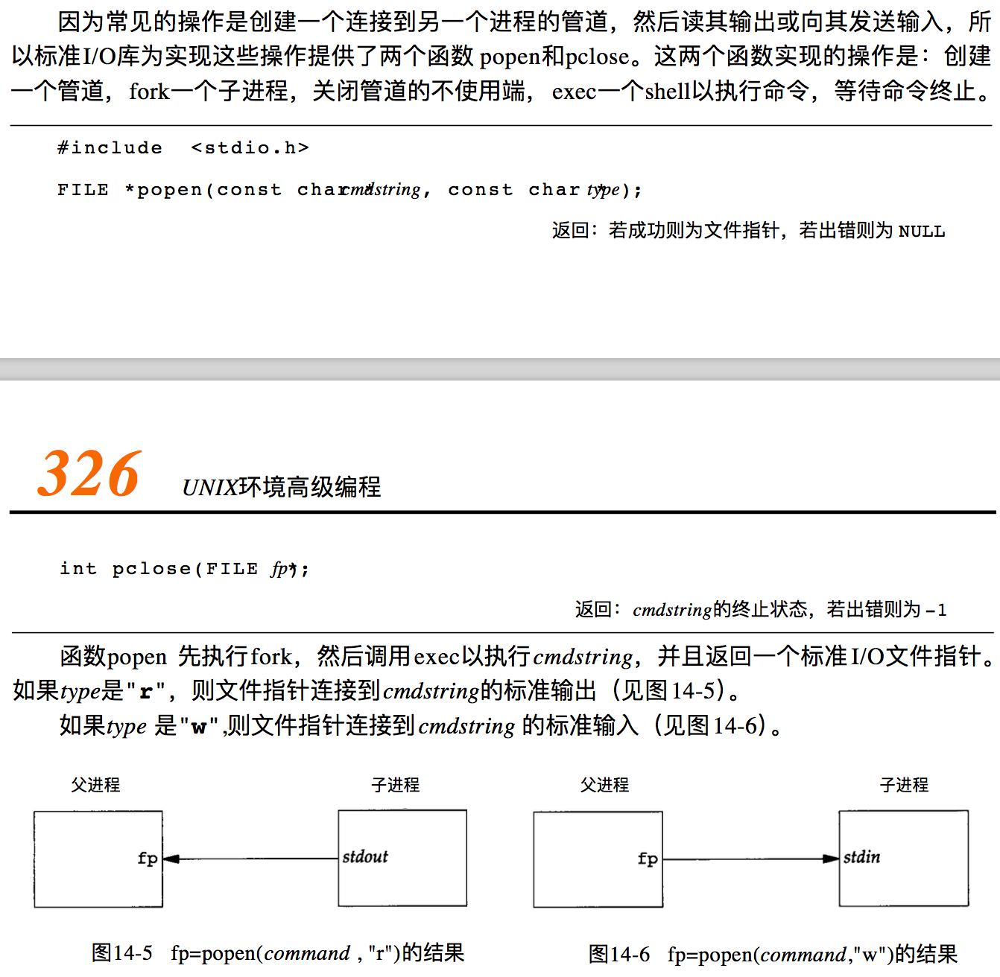 因为常见的操作是创建一个连接到另一个进程的管道，然后读其输出或向其发送输入，所
以标准I/O库为实现这些操作提供了两个函数 popen和pclose。这两个函数实现的操作是：创建
一个管道，fork一个子进程，关闭管道的不使用端，exec一个shell以执行命令，等待命令终止。
#include <stdio.h>
FILE *popen(const char *cmdstring, const char *type);
返回：若成功则为文件指针，若出错则为 NULL
326 UNIX环境高级编程
int pclose(FILE *fp);
返回：cmdstring的终止状态，若出错则为 –1
函数popen 先执行fork，然后调用exec以执行cmdstring，并且返回一个标准I/O文件指针。
如果type是"r"，则文件指针连接到cmdstring的标准输出（见图14-5）。
如果type 是"w",则文件指针连接到cmdstring 的标准输入（见图14-6）。
父进程 子进程 父进程 子进程
fp stdout fp stdin
图14-5 fp=popen(command , "r")的结果 图14-6 fp=popen(command,"w")的结果